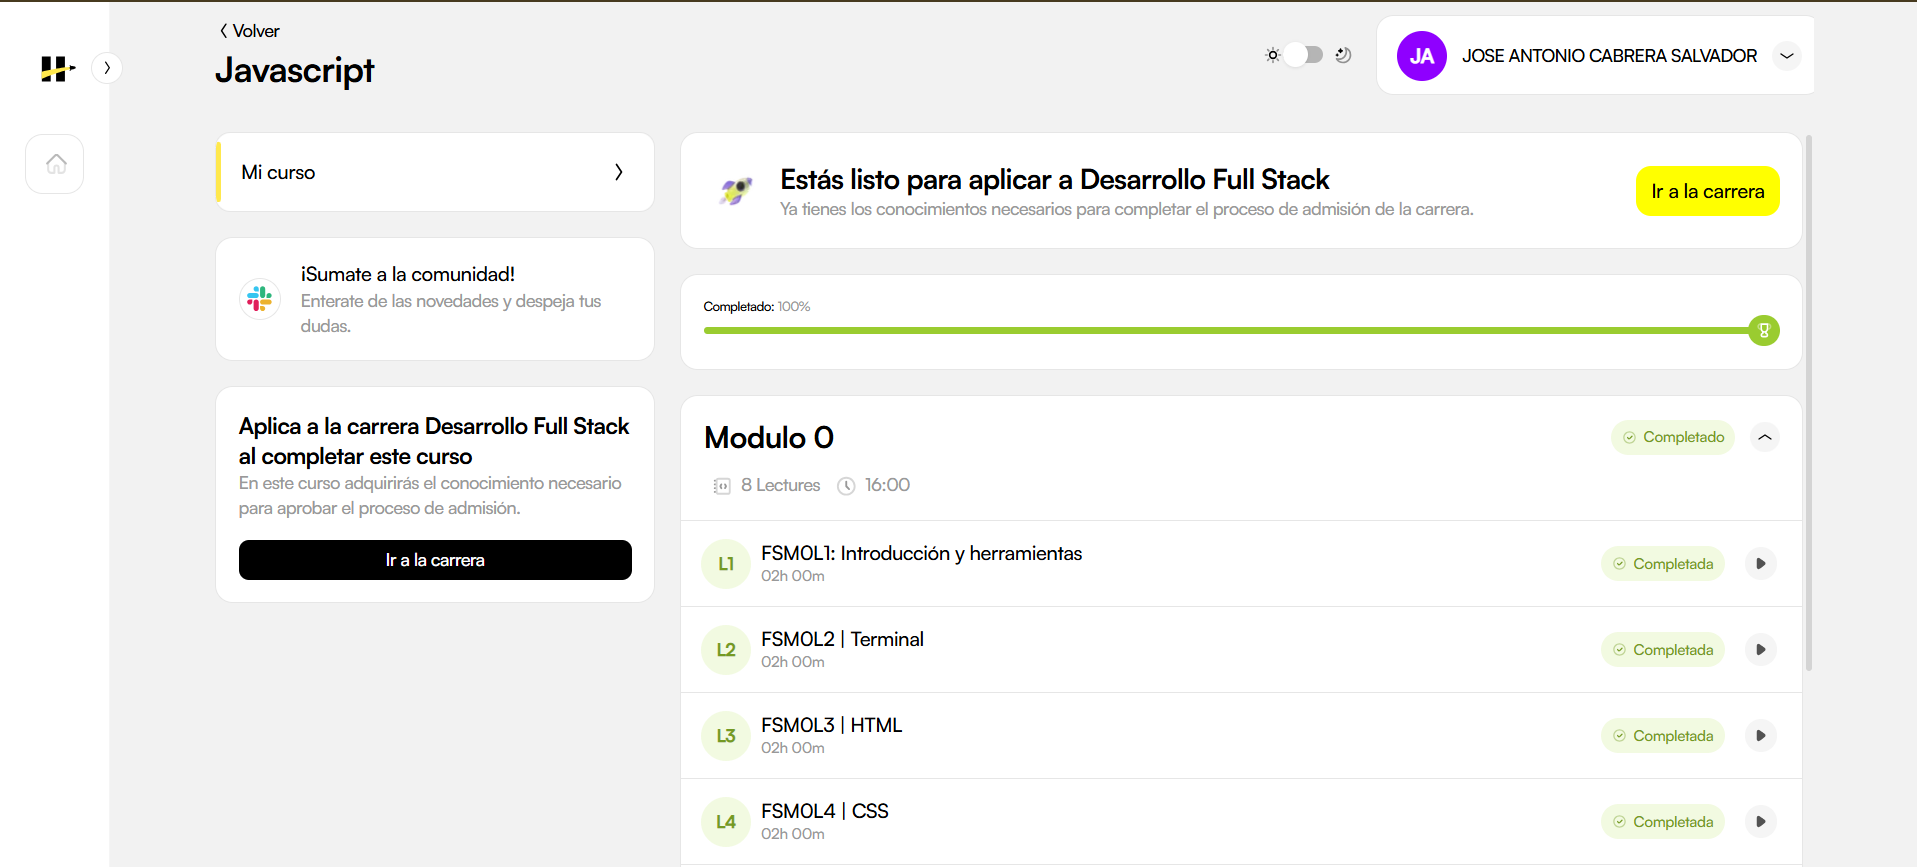 Volver
Javascript
JA
JOSE ANTONIO CABRERA SALVADOR
Mi curso
¡Sumate a la comunidad!
Enterate de las novedades y despeja tus
dudas.
Aplica a la carrera Desarrollo Full Stack
al completar este curso
En este curso adquirirás el conocimiento necesario
para aprobar el proceso de admisión.
Ir a la carrera
Estás listo para aplicar a Desarrollo Full Stack
Ya tienes los conocimientos necesarios para completar el proceso de admisión de la carrera.
Ir a la carrera
Completado: 100%
Modulo 0
Completado
8 Lectures 16:00
L1
FSM0L1: Introducción y herramientas
02h 00m
Completada
L2
FSM0L2 | Terminal
02h 00m
Completada
L3
FSM0L3 | HTML
02h 00m
Completada
L4
FSM0L4 | CSS
02h 00m
Completada